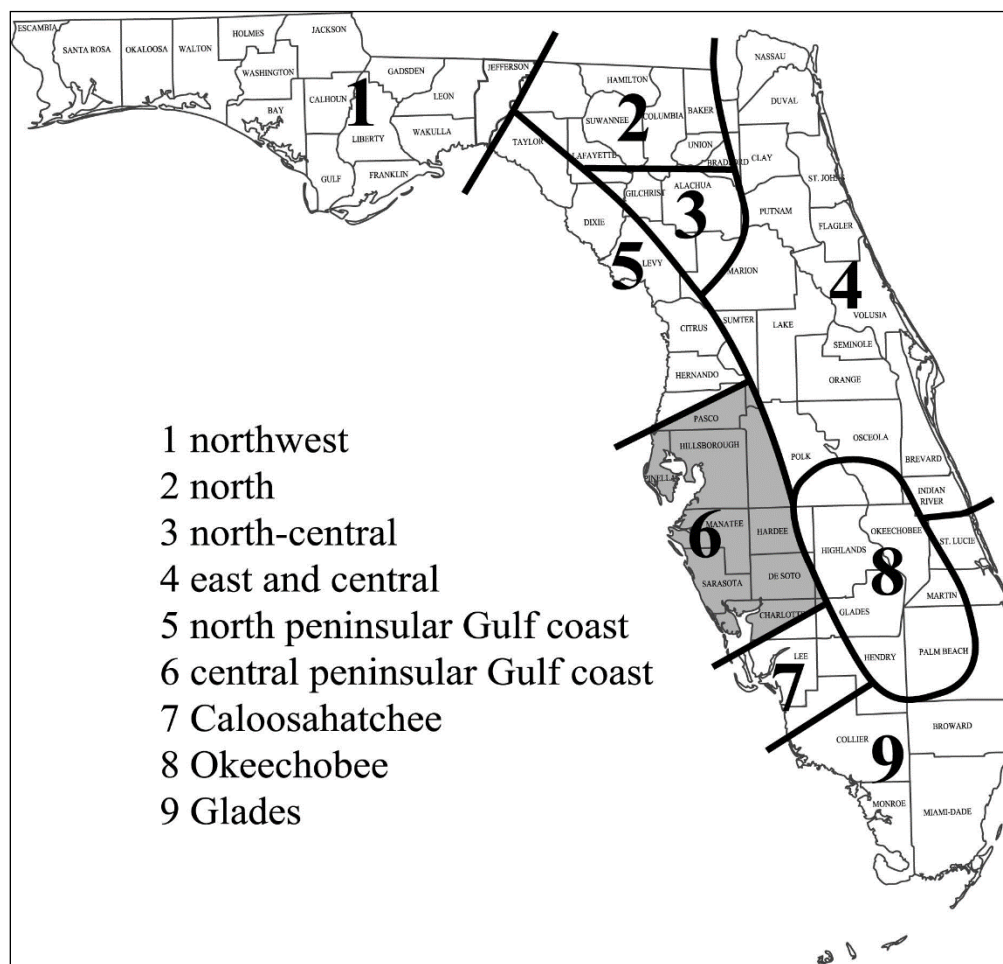 ESCAMBIA
SANTA ROSA
OKALOOSA
WALTON
HOLMES
JACKSON
WASHINGTON
BAY
CALHOUN
GULF
LIBERTY
GADSDEN
LEON
WAKULLA
FRANKLIN
JEFFERSON
1
TAYLOR
HAMILTON
SUWANNEE
COLUMBIA
BAKER
LAFAYETTE
UNION
BRADFORD
2
NASSAU
DUVAL
CLAY
ST. JOHNS
PUTNAM
FLAGLER
GILCHRIST
ALACHUA
3
DIXIE
LEVY
5
MARION
4
VOLUSIA
CITRUS
SUMTER
LAKE
SEMINOLE
HERNANDO
ORANGE
PASCO
HILLSBOROUGH
PINELLAS
POLK
OSCEOLA
BREVARD
INDIAN
RIVER
MANATEE
HARDEE
6
HIGHLANDS
OKEECHOBEE
ST. LUCIE
8
SARASOTA
DE SOTO
MARTIN
CHARLOTTE
GLADES
LEE
HENDRY
PALM BEACH
7
COLLIER
BROWARD
9
MONROE
MIAMI-DADE
1 northwest
2 north
3 north-central
4 east and central
5 north peninsular Gulf coast
6 central peninsular Gulf coast
7 Caloosahatchee
8 Okeechobee
9 Glades